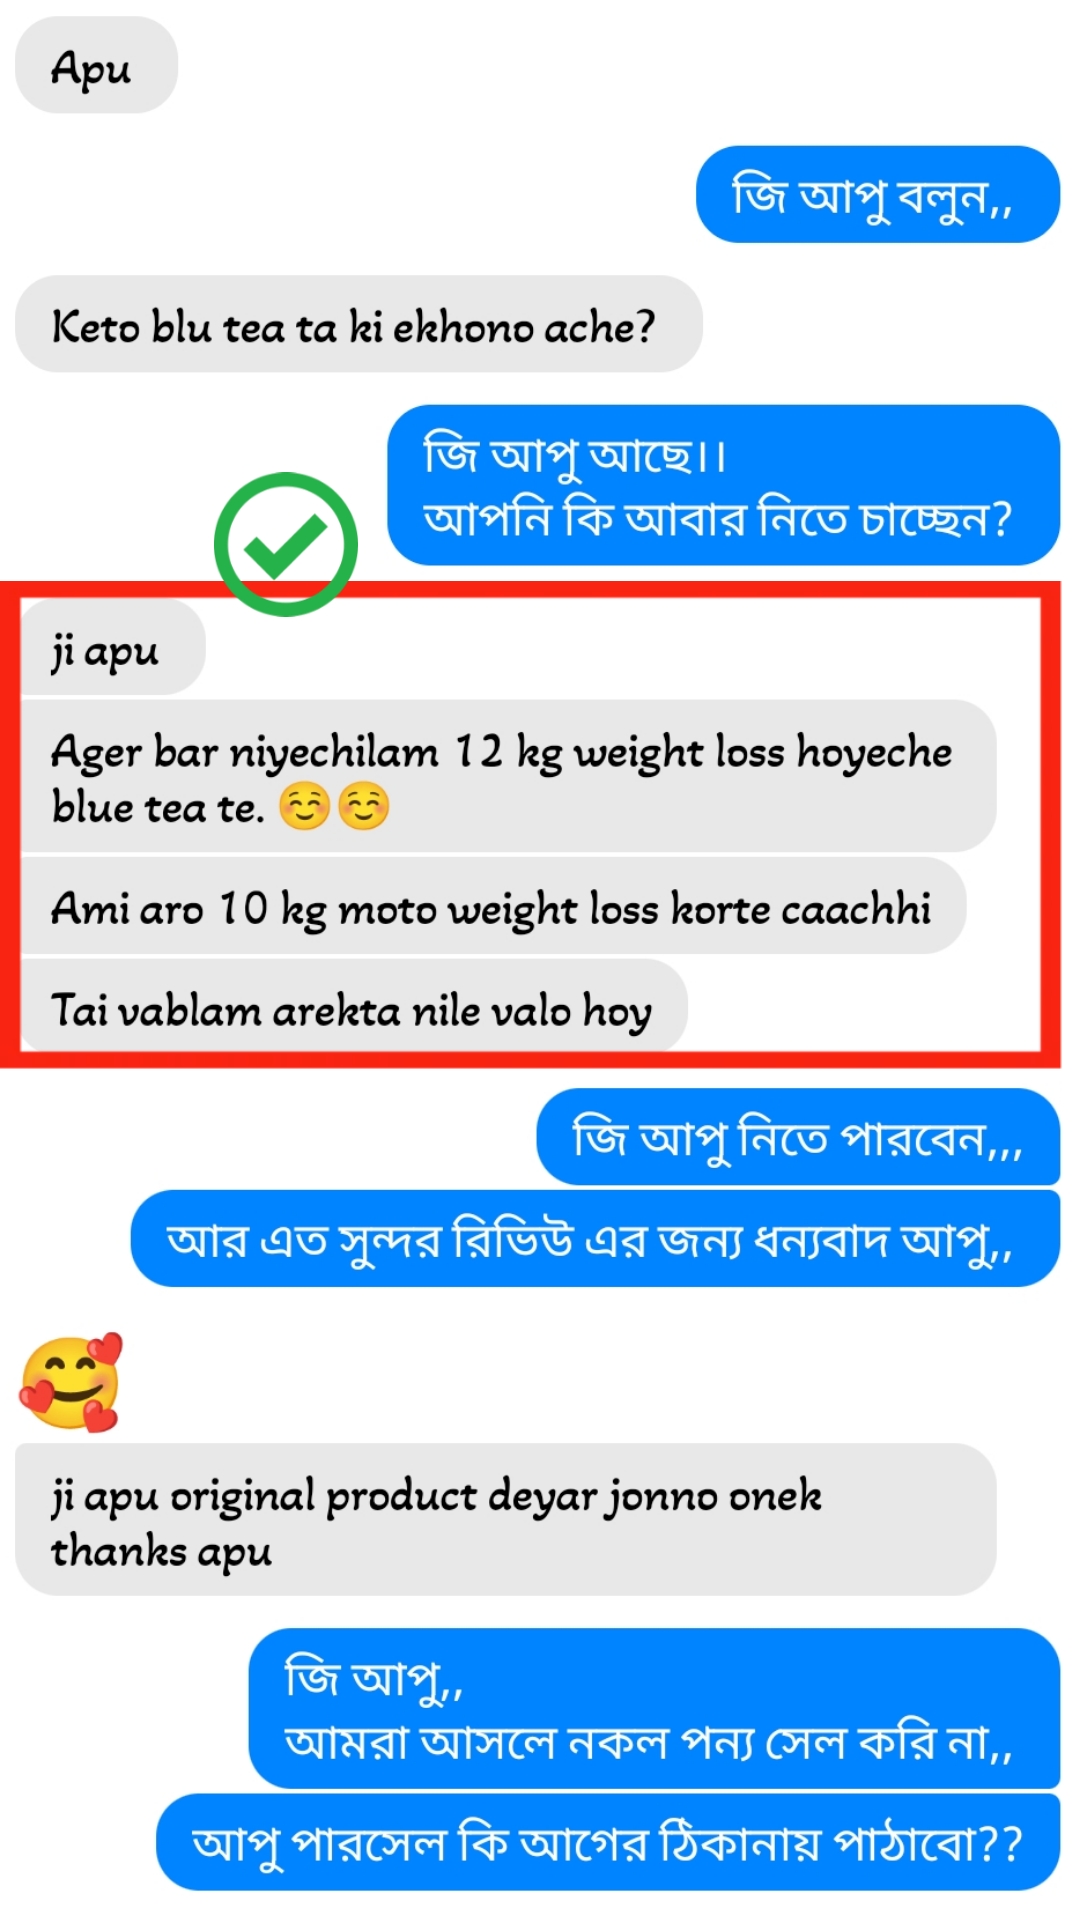 Apu
জি আপু বলুন,,
Keto blu tea ta ki ekhono ache?
জি আপু আছে।।
আপনি কি আবার নিতে চাচ্ছেন?
ji apu
Ager bar niyechilam 12 kg weight loss hoyeche
blue tea te. ☺️☺️
Ami aro 10 kg moto weight loss korte caachhi
Tai vablam arekta nile valo hoy
জি আপু নিতে পারবেন,,,
আর এত সুন্দর রিভিউ এর জন্য ধন্যবাদ আপু,,
🥰
ji apu original product deyar jonno onek
thanks apu
জি আপু,,
আমরা আসলে নকল পন্য সেল করি না,,
আপু পারসেল কি আগের ঠিকানায় পাঠাবো??